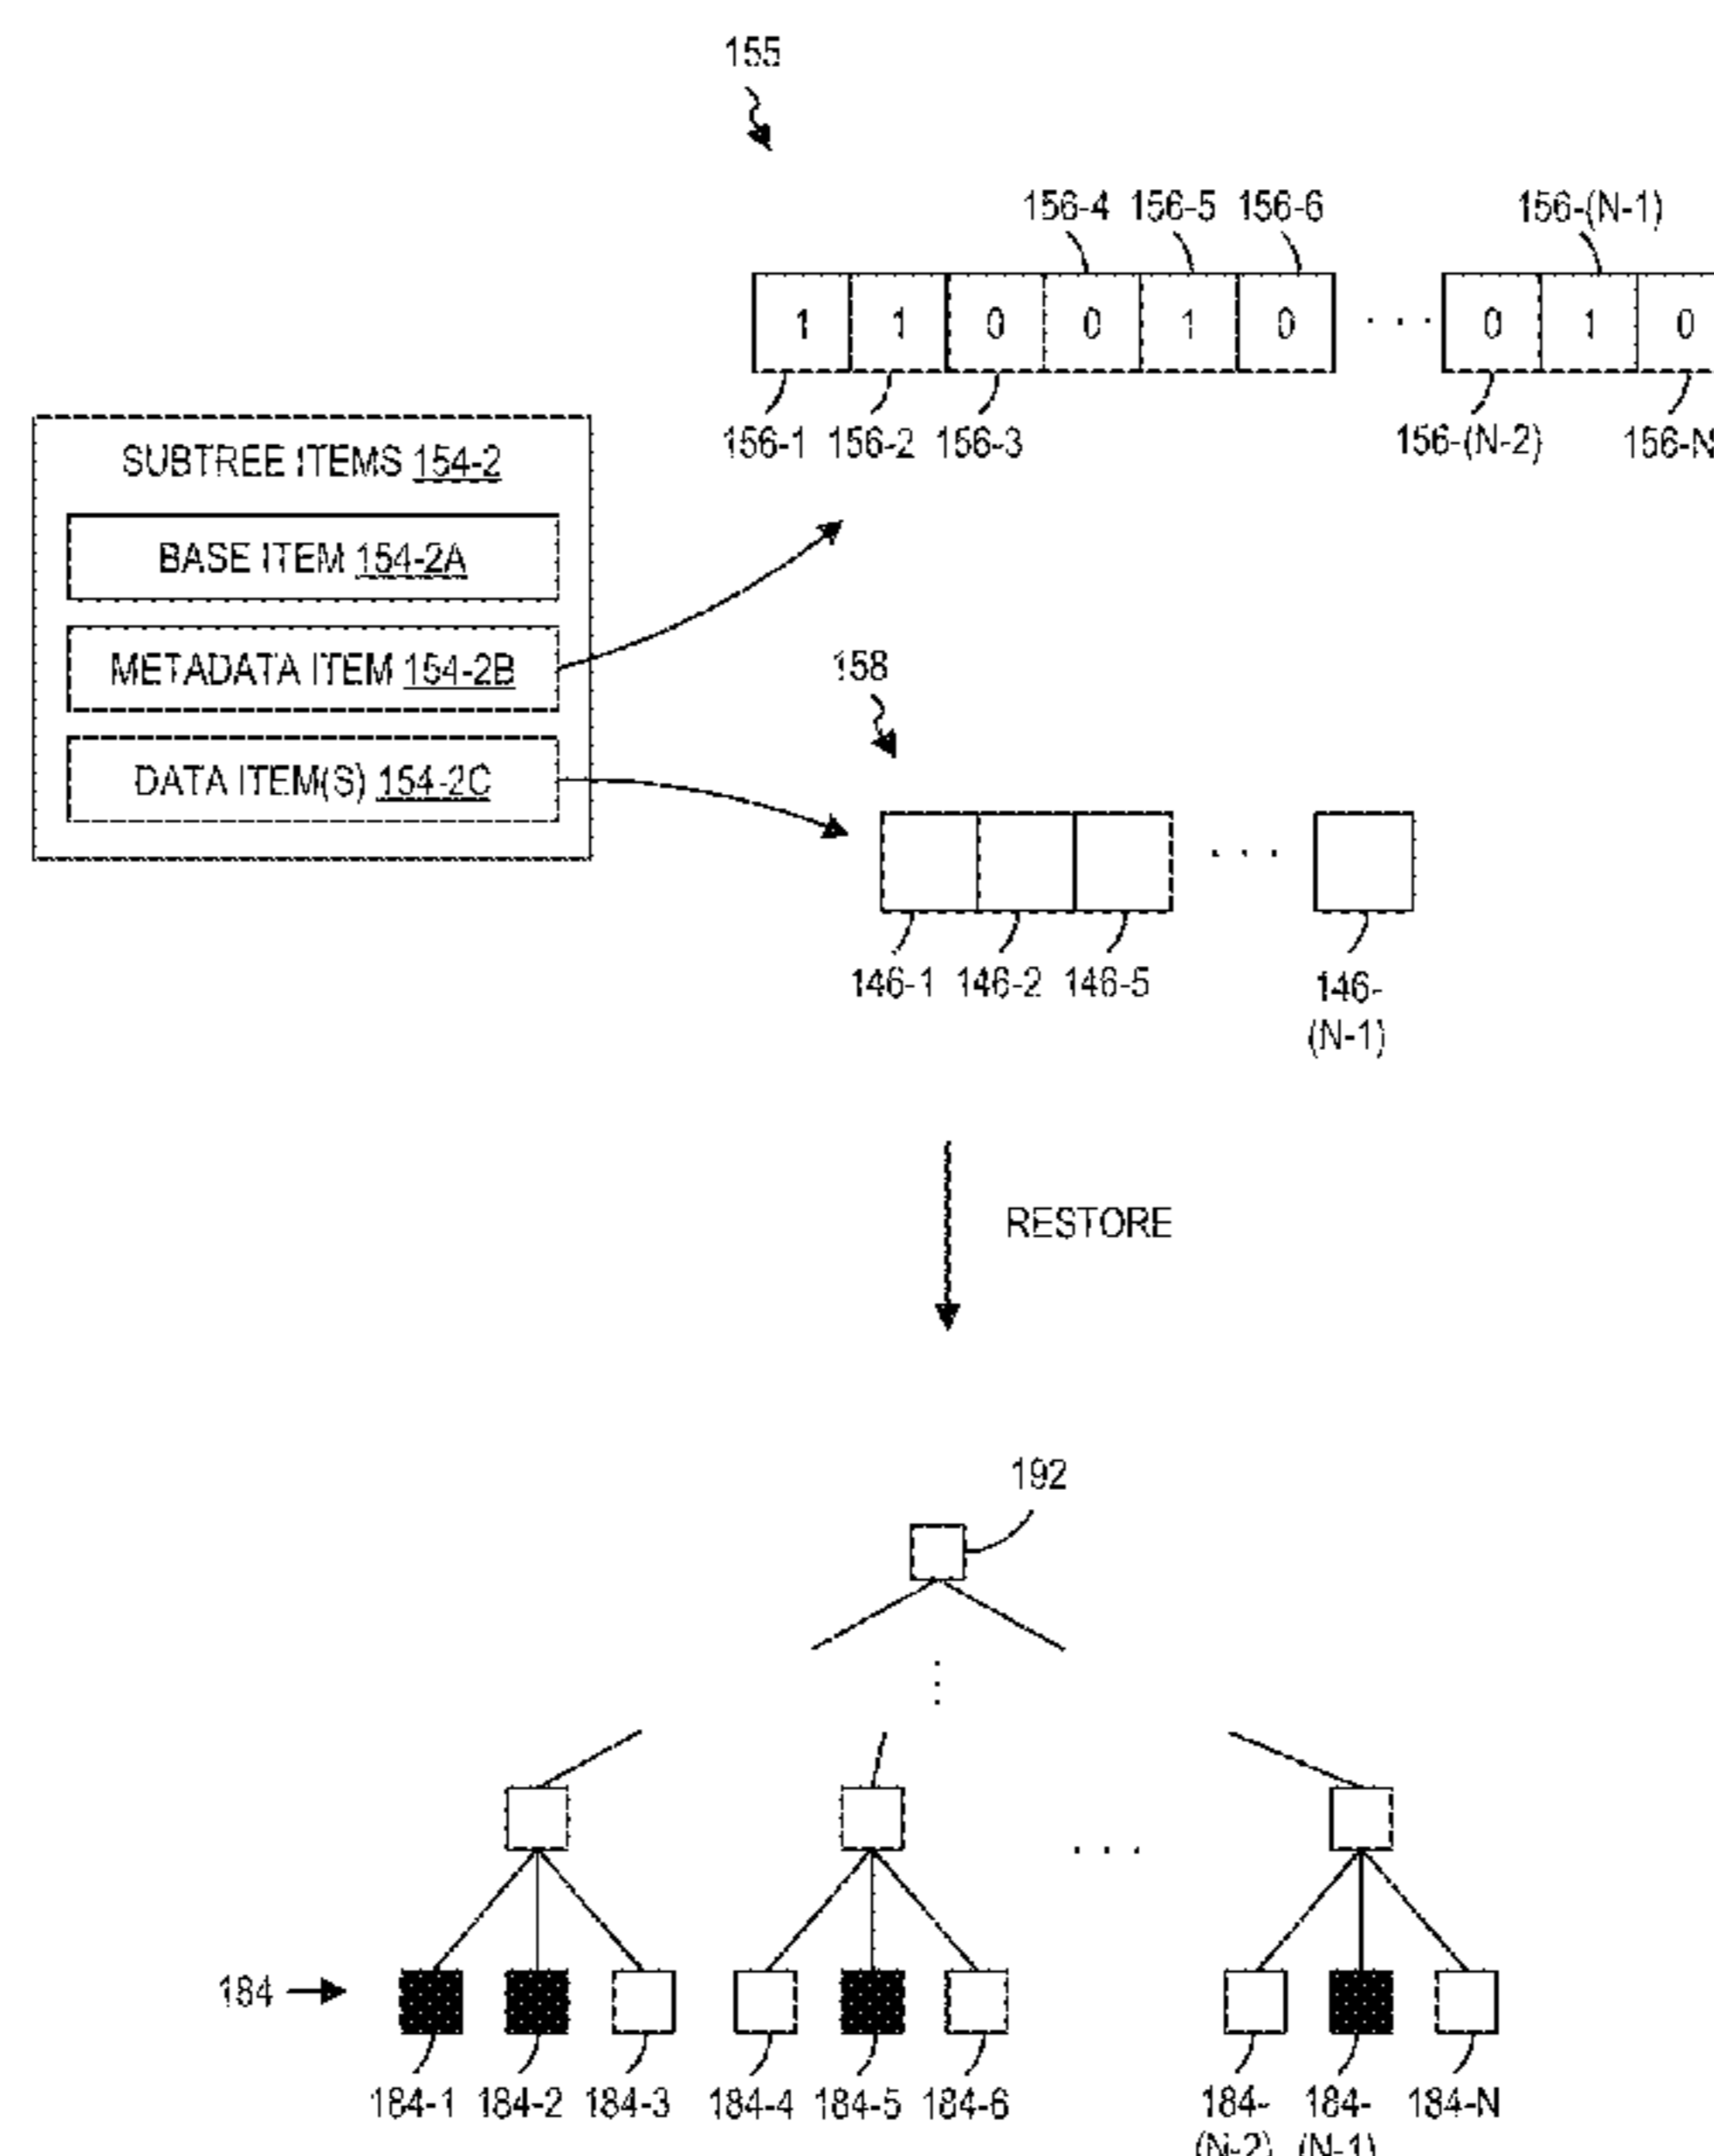 155
156-4 156-5 156-6 156-(N-1)
1 1 0 0 1 0 . . . 0 1 0
156-1 156-2 156-3 156-(N-2) 156-N
SUBTREE ITEMS 154-2
BASE ITEM 154-2A
METADATA ITEM 154-2B
DATA ITEM(S) 154-2C
158
. . .
146-1 146-2 146-5 146-
(N-1)
RESTORE
192
. . .
184
184-1 184-2 184-3 184-4 184-5 184-6 184- 184- 184-N
(N-2) (N-1)